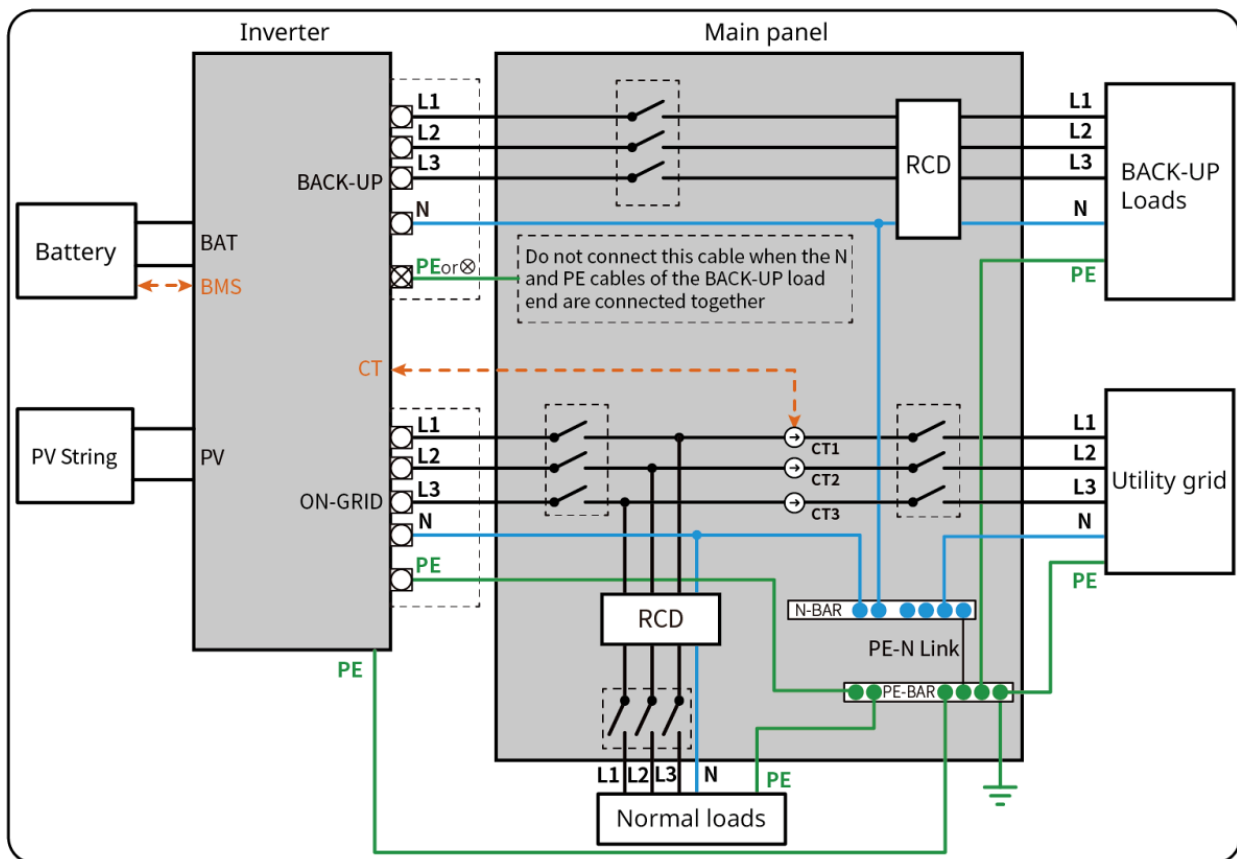 Inverter
Main panel
L1
L2
L3
BACK-UP
N
PEor⊗
RCD
L1
L2
L3
N
PE
BACK-UP
Loads
Battery
BAT
BMS
Do not connect this cable when the N
and PE cables of the BACK-UP load
end are connected together
CT
PV String
PV
L1
L2
L3
ON-GRID
N
PE
CT1
CT2
CT3
L1
L2
L3
N
PE
Utility grid
N-BAR
RCD
PE-N Link
PE
PE-BAR
L1
L2
L3
N
PE
Normal loads